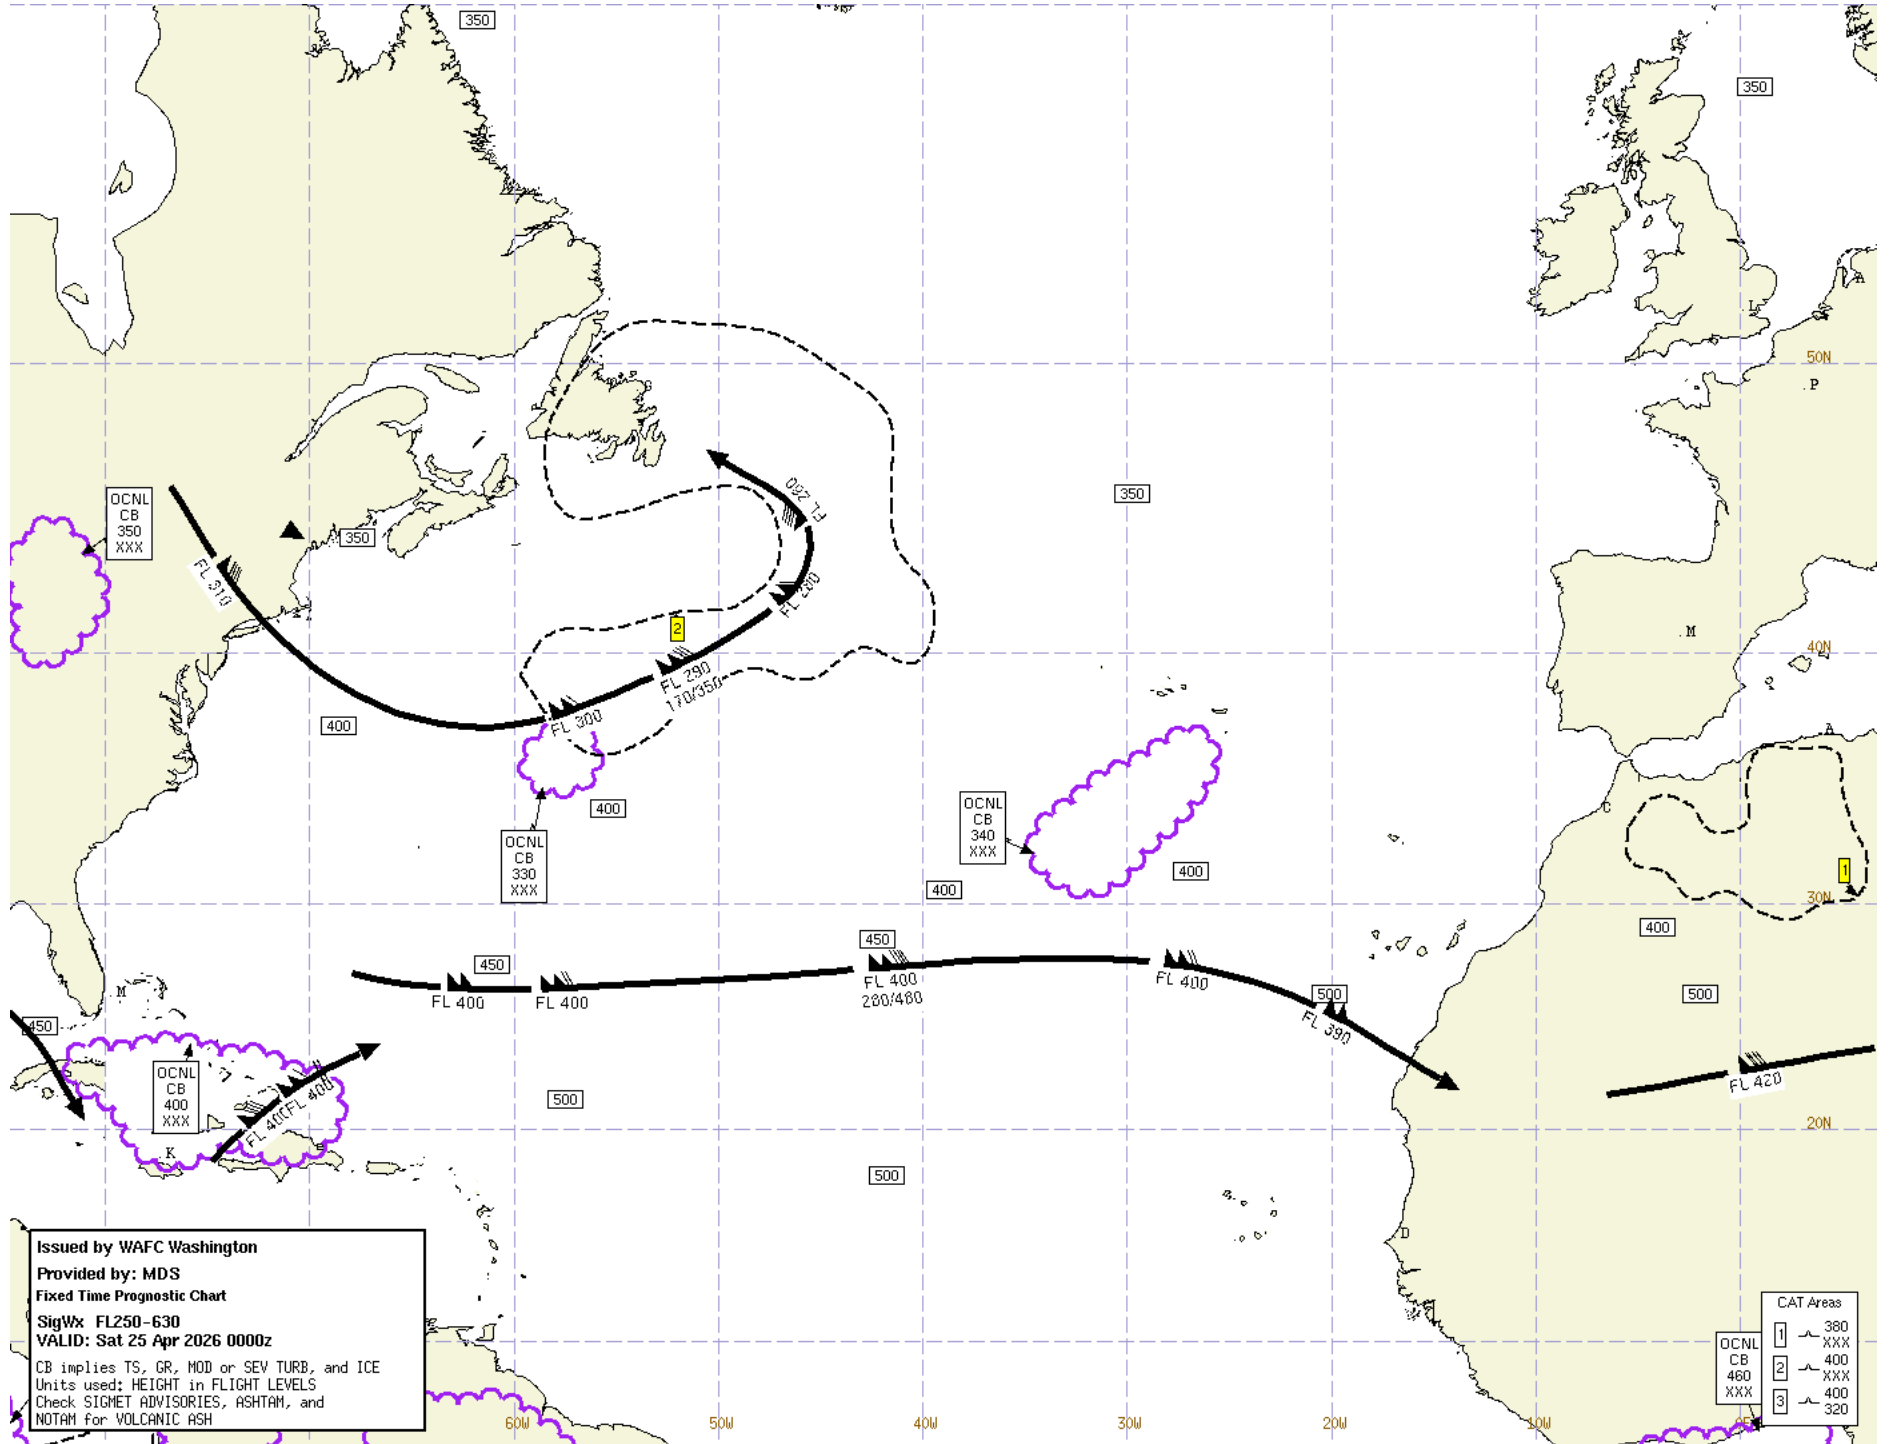 350
350
50N
P
L
A
OCNL
CB
350
XXX
350
350
FL 310
FL 260
2
FL 290
170/350
FL 300
M
40N
400
A
C
OCNL
CB
340
XXX
400
OCNL
CB
330
XXX
400
400
1
30N
400
450
450
FL 400
FL 400
FL 400
280/480
FL 400
500
FL 390
500
M
450
OCNL
CB
400
XXX
FL 400
FL 400
K
500
FL 420
20N
500
D
Issued by WAFC Washington
Provided by: MDS
Fixed Time Prognostic Chart
SigWx FL250-630
VALID: Sat 25 Apr 2026 0000z
CB implies TS, GR, MOD or SEV TURB, and ICE
Units used: HEIGHT in FLIGHT LEVELS
Check SIGMET ADVISORIES, ASHTAM, and
NOTAM for VOLCANIC ASH
OCNL
CB
460
XXX
CAT Areas
1 380
XXX
2 400
XXX
3 400
320
60W
50W
40W
30W
20W
10W